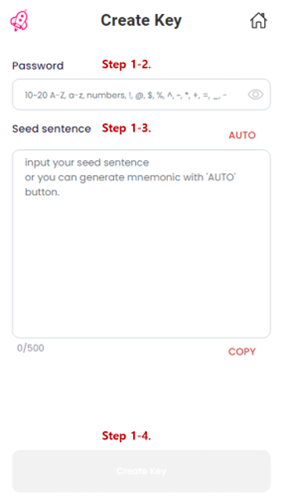 Create Key
Password Step 1-2.
10-20 A-Z, a-z, numbers, !, @, $, %, ^, ~, *, +, =, _, -
Seed sentence Step 1-3. AUTO
input your seed sentence
or you can generate mnemonic with 'AUTO'
button.
0/500 COPY
Step 1-4.
Create Key